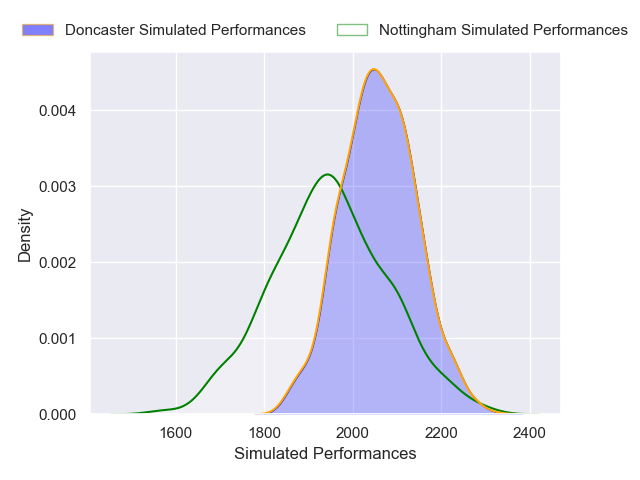 Doncaster Simulated Performances
Nottingham Simulated Performances
0.004
0.003
0.002
0.001
0.000
Density
1600
1800
2000
2200
2400
Simulated Performances